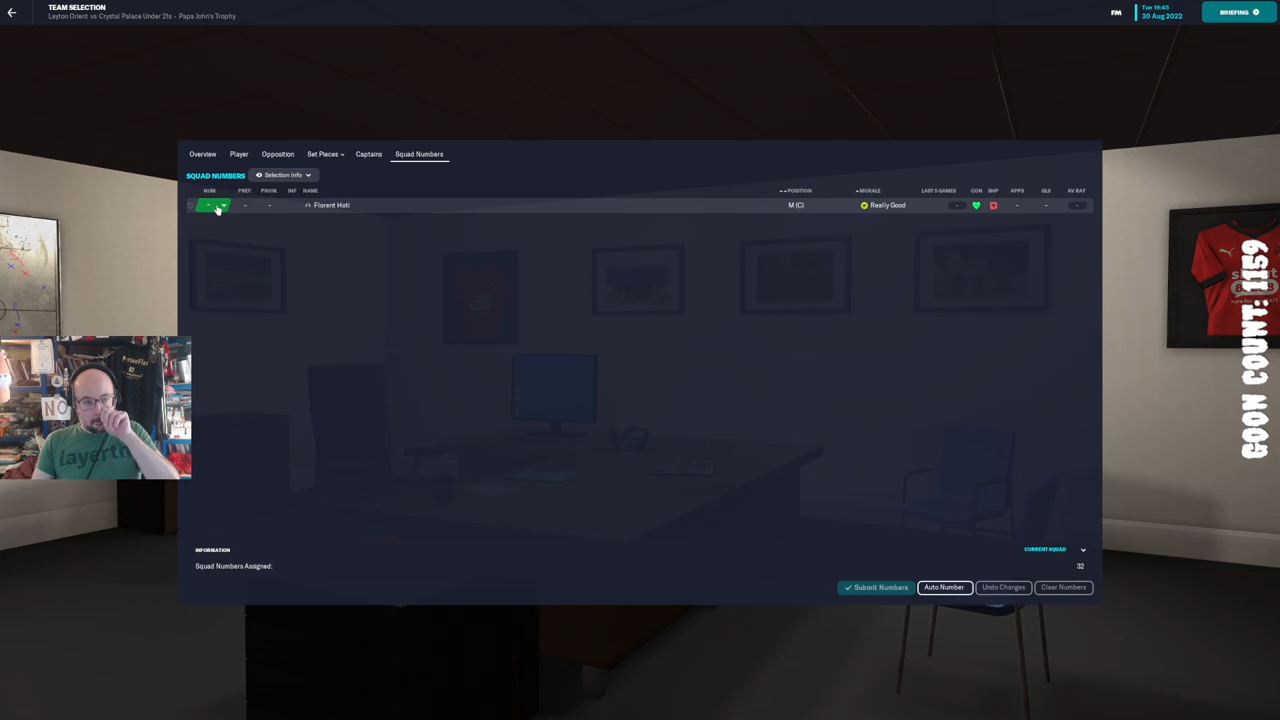 TEAM SELECTION
Leyton Orient vs Crystal Palace Under 21s - Papa John's Trophy
FM
Tue 19:45
30 Aug 2022
BRIEFING
Overview
Player
Opposition
Set Pieces
Captains
Squad Numbers
SQUAD NUMBERS
Selection Info
NUM PREF. PROM. INF NAME POSITION MORALE LAST 5 GAMES CON SHP APPS GLS AV RAT
- - - Florent Hoti M (C) Really Good - - - -
NO
layerth
GOON COUNT: 1159
INFORMATION
CURRENT SQUAD
Squad Numbers Assigned: 32
Submit Numbers
Auto Number
Undo Changes
Clear Numbers